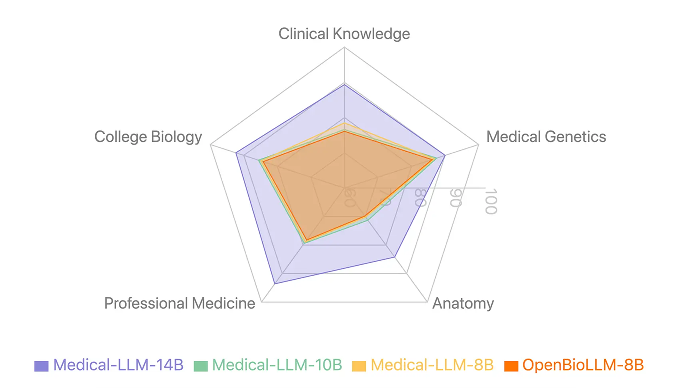 Clinical Knowledge
College Biology
Medical Genetics
60 70 80 90 100
Professional Medicine
Anatomy
Medical-LLM-14B Medical-LLM-10B Medical-LLM-8B OpenBioLLM-8B